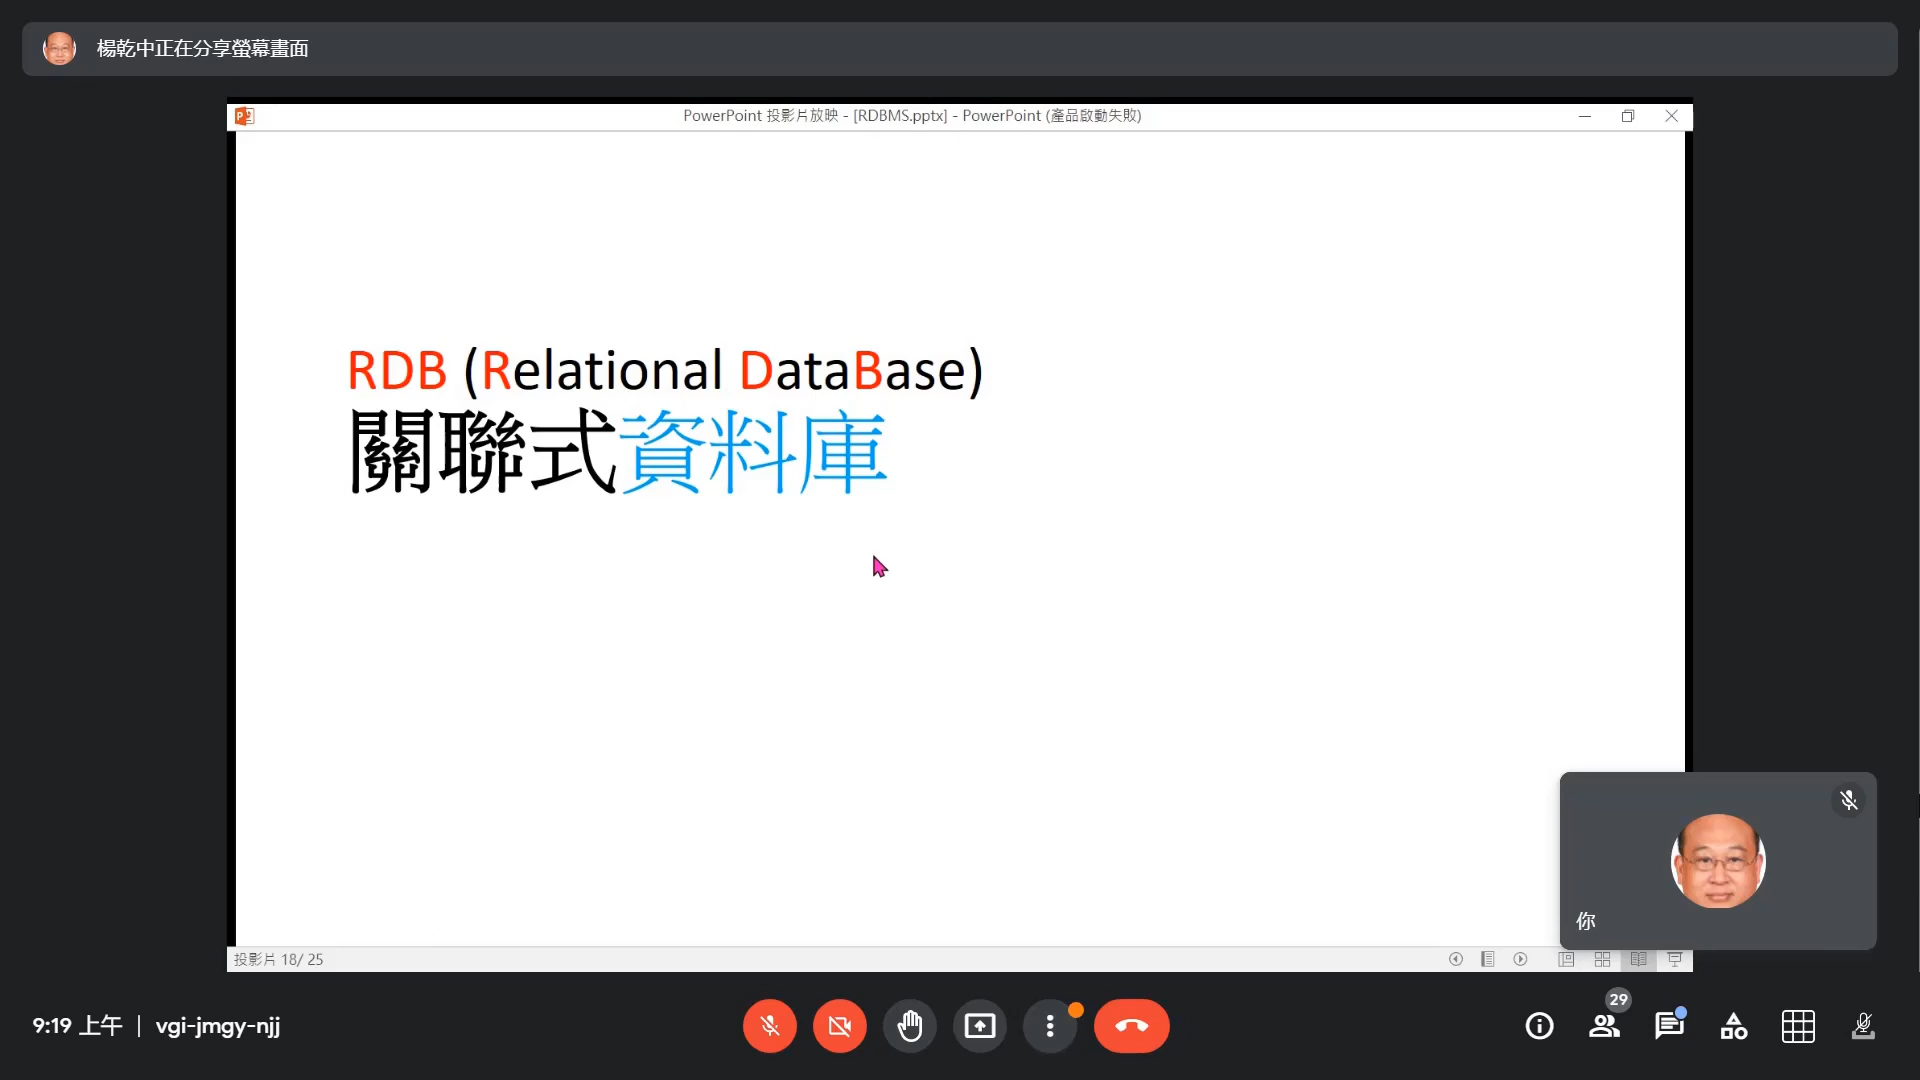 楊乾中正在分享螢幕畫面
PowerPoint 投影片放映 - [RDBMS.pptx] - PowerPoint (產品啟動失敗)
RDB (Relational DataBase)
關聯式資料庫
你
投影片 18/ 25
29
9:19 上午 | vgi-jmgy-njj